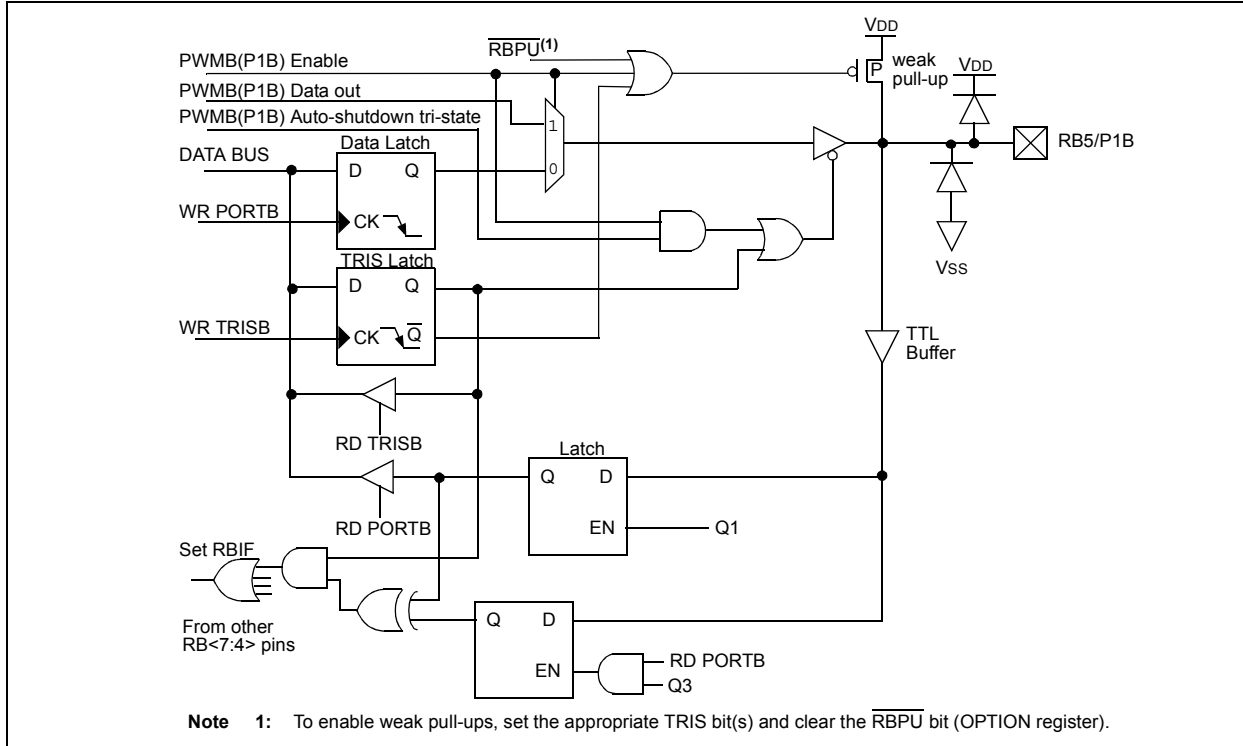 VDD
RBPU(1)
weak
pull-up
PWMB(P1B) Enable
VDD
PWMB(P1B) Data out
P
PWMB(P1B) Auto-shutdown tri-state
1
Data Latch
RB5/P1B
DATA BUS
D Q
0
WR PORTB
CK
TRIS Latch
VSS
D Q
WR TRISB
CK Q
TTL
Buffer
RD TRISB
Latch
Q D
RD PORTB
EN
Q1
Set RBIF
From other
RB<7:4> pins
Q D
RD PORTB
EN
Q3
Note 1: To enable weak pull-ups, set the appropriate TRIS bit(s) and clear the RBPU bit (OPTION register).